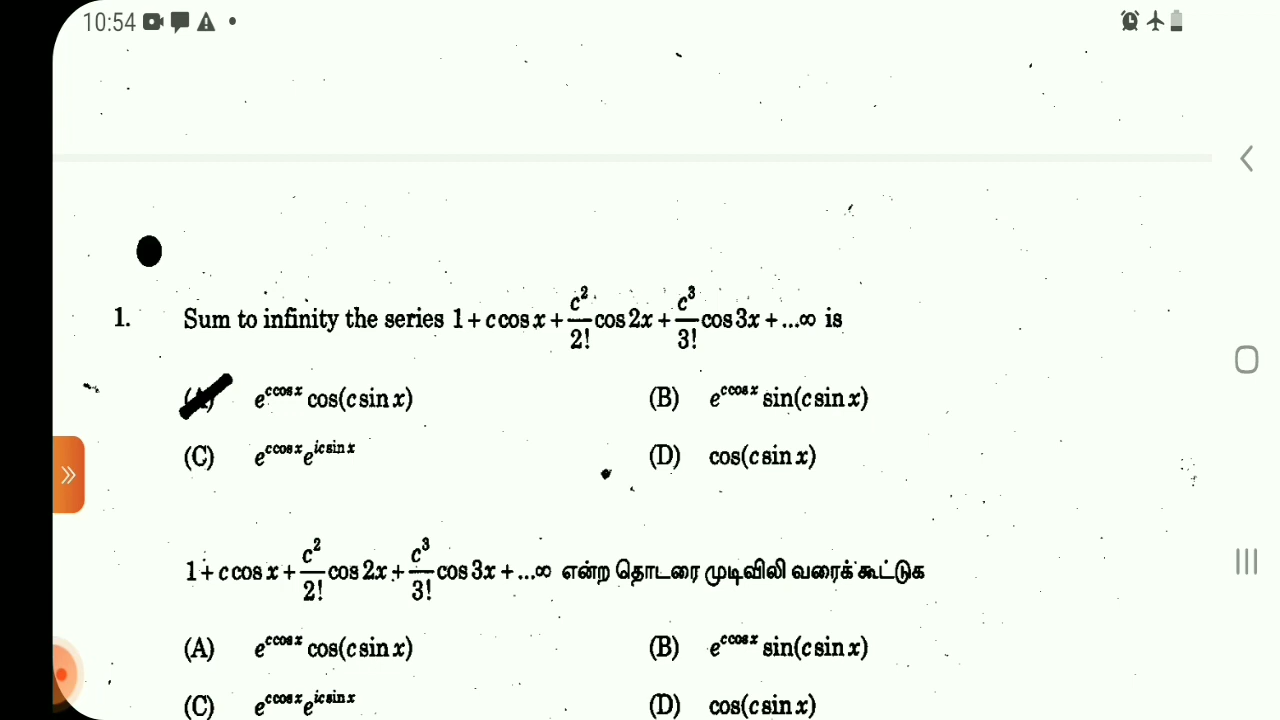 10:54
1. Sum to infinity the series 1 + c cos x + c²/2! cos 2x + c³/3! cos 3x + ...∞ is
(A) e^{c cos x} cos(c sin x) (B) e^{c cos x} sin(c sin x)
(C) e^{c cos x} e^{ic sin x} (D) cos(c sin x)
1 + c cos x + c²/2! cos 2x + c³/3! cos 3x + ...∞ என்ற தொடரை முடிவிலி வரைக் கூட்டுக
(A) e^{c cos x} cos(c sin x) (B) e^{c cos x} sin(c sin x)
(C) e^{c cos x} e^{ic sin x} (D) cos(c sin x)